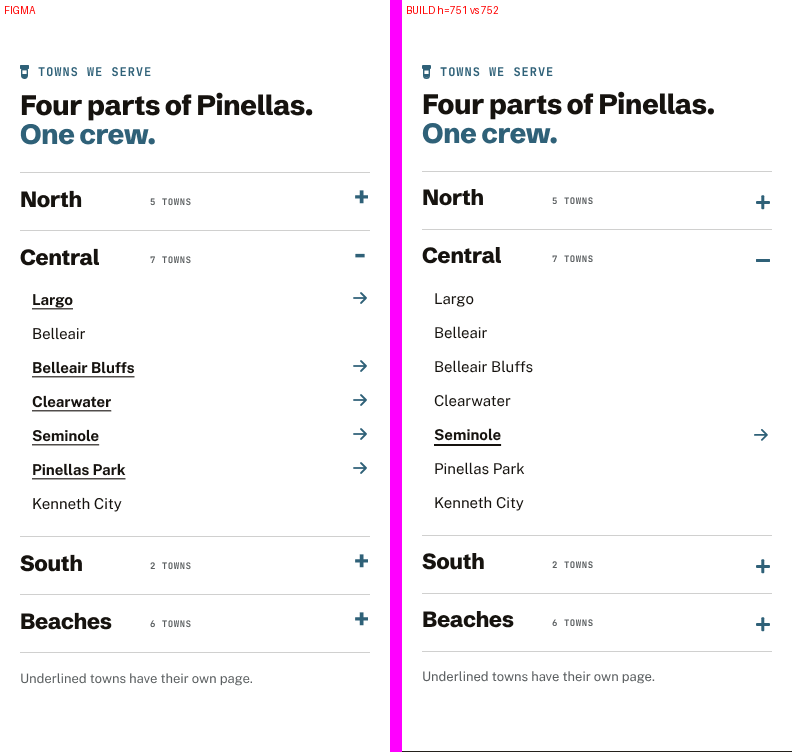 FIGMA
TOWNS WE SERVE
Four parts of Pinellas.
One crew.
North 5 TOWNS +
Central 7 TOWNS -
Largo →
Belleair
Belleair Bluffs →
Clearwater →
Seminole →
Pinellas Park →
Kenneth City
South 2 TOWNS +
Beaches 6 TOWNS +
Underlined towns have their own page.
BUILD h=751 vs 752
TOWNS WE SERVE
Four parts of Pinellas.
One crew.
North 5 TOWNS +
Central 7 TOWNS −
Largo
Belleair
Belleair Bluffs
Clearwater
Seminole →
Pinellas Park
Kenneth City
South 2 TOWNS +
Beaches 6 TOWNS +
Underlined towns have their own page.